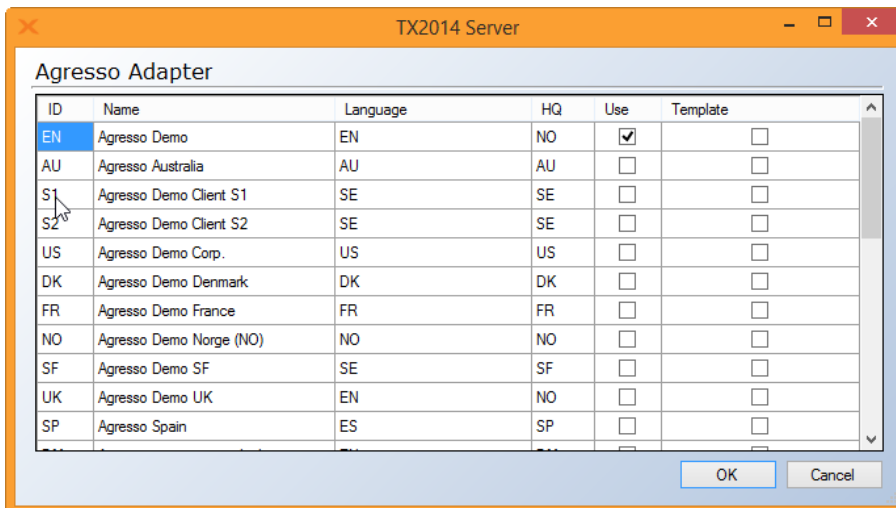 TX2014 Server
Agresso Adapter
ID Name Language HQ Use Template
EN Agresso Demo EN NO
AU Agresso Australia AU AU
S1 Agresso Demo Client S1 SE SE
S2 Agresso Demo Client S2 SE SE
US Agresso Demo Corp. US US
DK Agresso Demo Denmark DK DK
FR Agresso Demo France FR FR
NO Agresso Demo Norge (NO) NO NO
SF Agresso Demo SF SE SF
UK Agresso Demo UK EN NO
SP Agresso Spain ES SP
OK Cancel